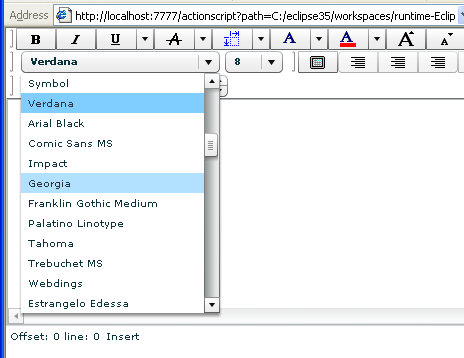 Address http://localhost:7777/actionscript?path=C:/eclipse35/workspaces/runtime-Eclip
B I U A A A A A
Verdana 8
Symbol
Verdana
Arial Black
Comic Sans MS
Impact
Georgia
Franklin Gothic Medium
Palatino Linotype
Tahoma
Trebuchet MS
Webdings
Estrangelo Edessa
Offset: 0 line: 0 Insert